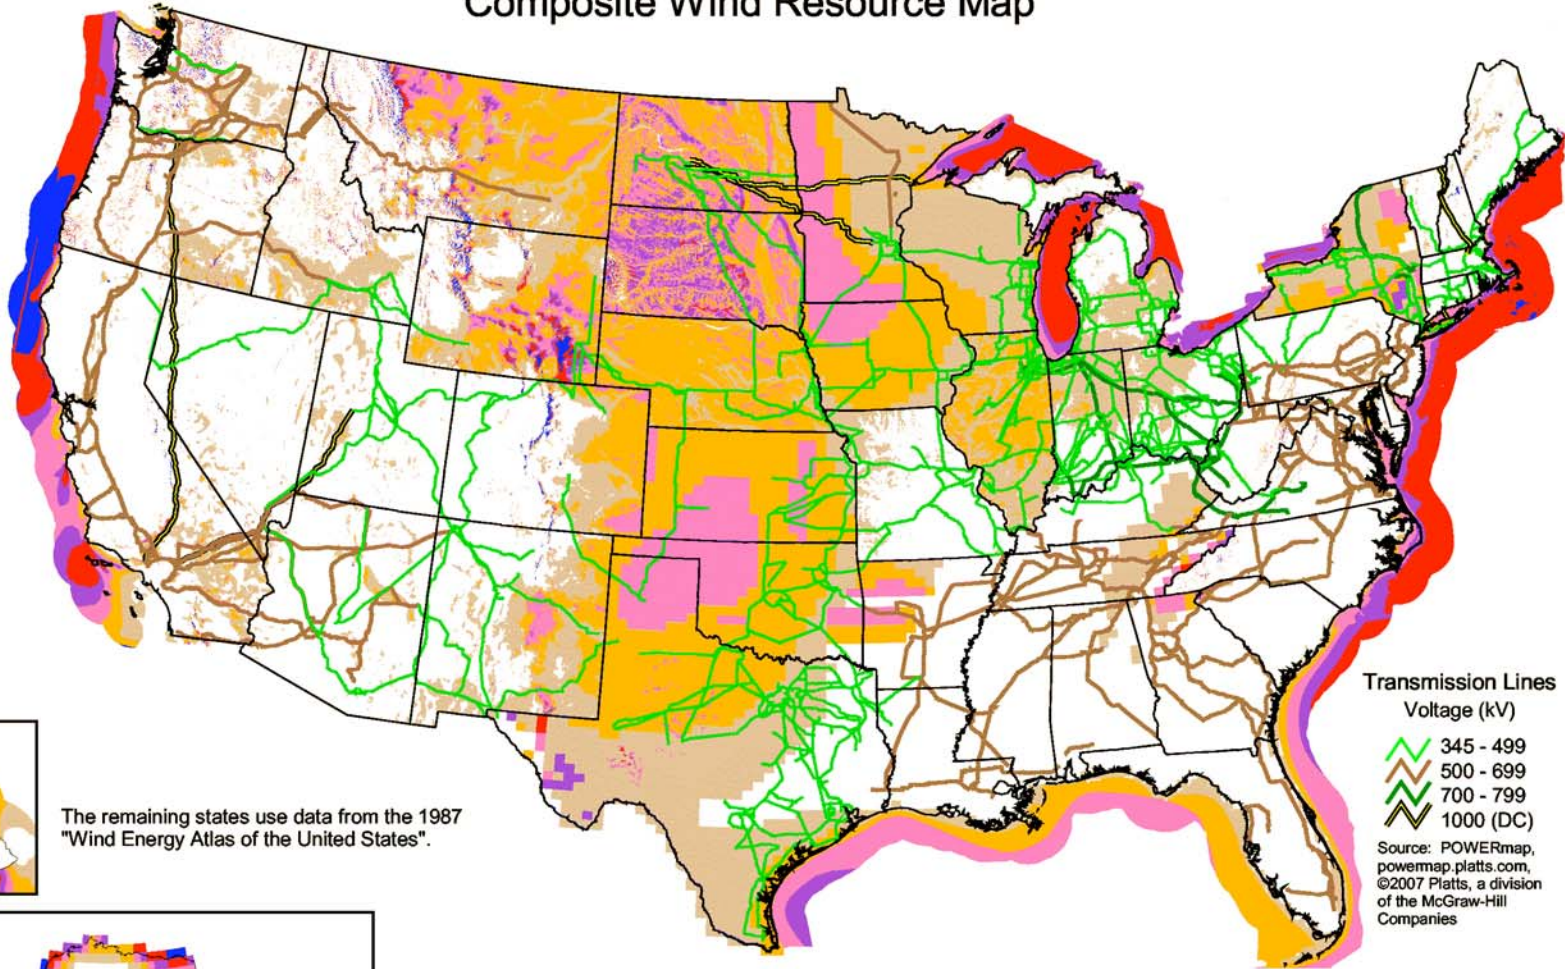 Composite Wind Resource Map
Transmission Lines
Voltage (kV)
345 - 499
500 - 699
700 - 799
1000 (DC)
Source: POWERmap,
powermap.platts.com,
©2007 Platts, a division
of the McGraw-Hill
Companies
The remaining states use data from the 1987
"Wind Energy Atlas of the United States".